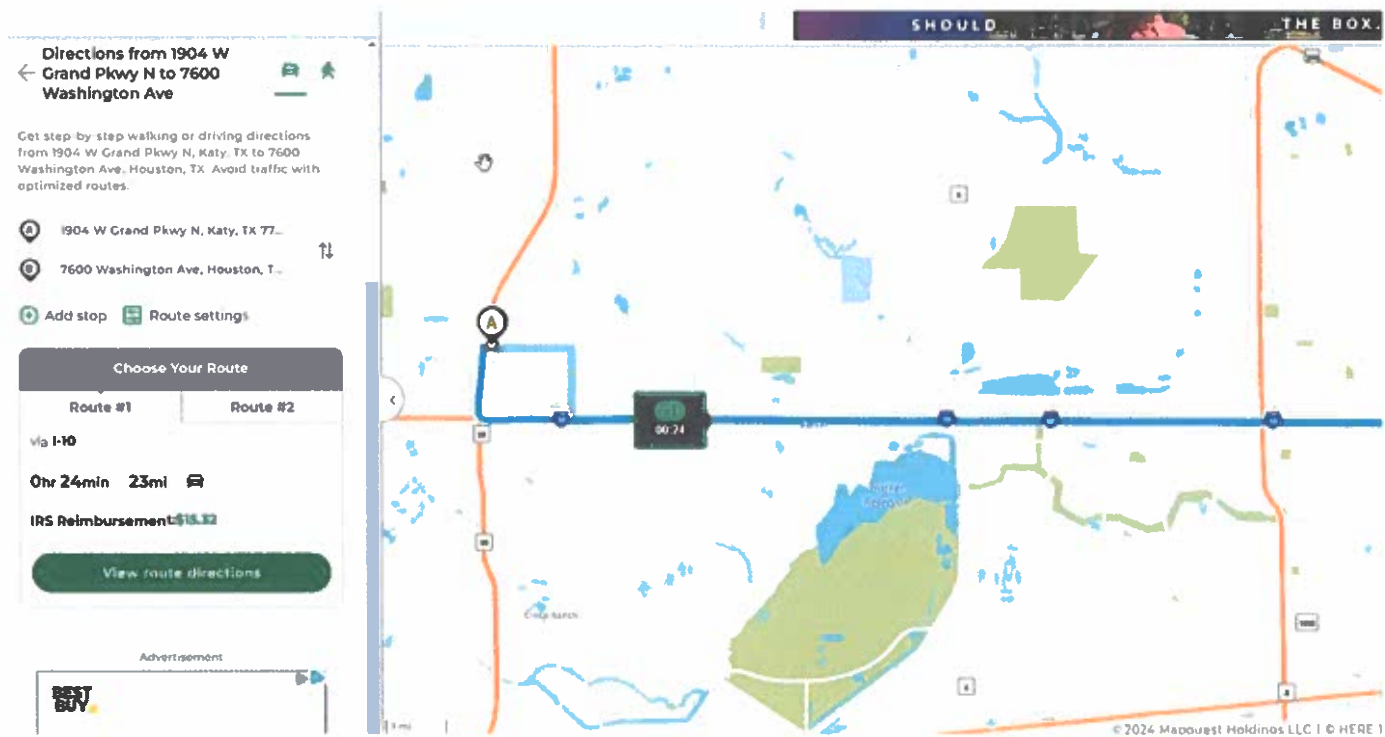 SHOULD THE BOX.
Directions from 1904 W
Grand Pkwy N to 7600
Washington Ave
Get step-by-step walking or driving directions
from 1904 W Grand Pkwy N, Katy, TX to 7600
Washington Ave, Houston, TX. Avoid traffic with
optimized routes.
A 1904 W Grand Pkwy N, Katy, TX 77...
7600 Washington Ave, Houston, T...
Add stop Route settings
Choose Your Route
Route #1 Route #2
via I-10
0hr 24min 23mi
IRS Reimbursement:$15.32
View route directions
Advertisement
BEST
BUY
A
00:24
Cinco Ranch
© 2024 Mapquest Holdings LLC | © HERE